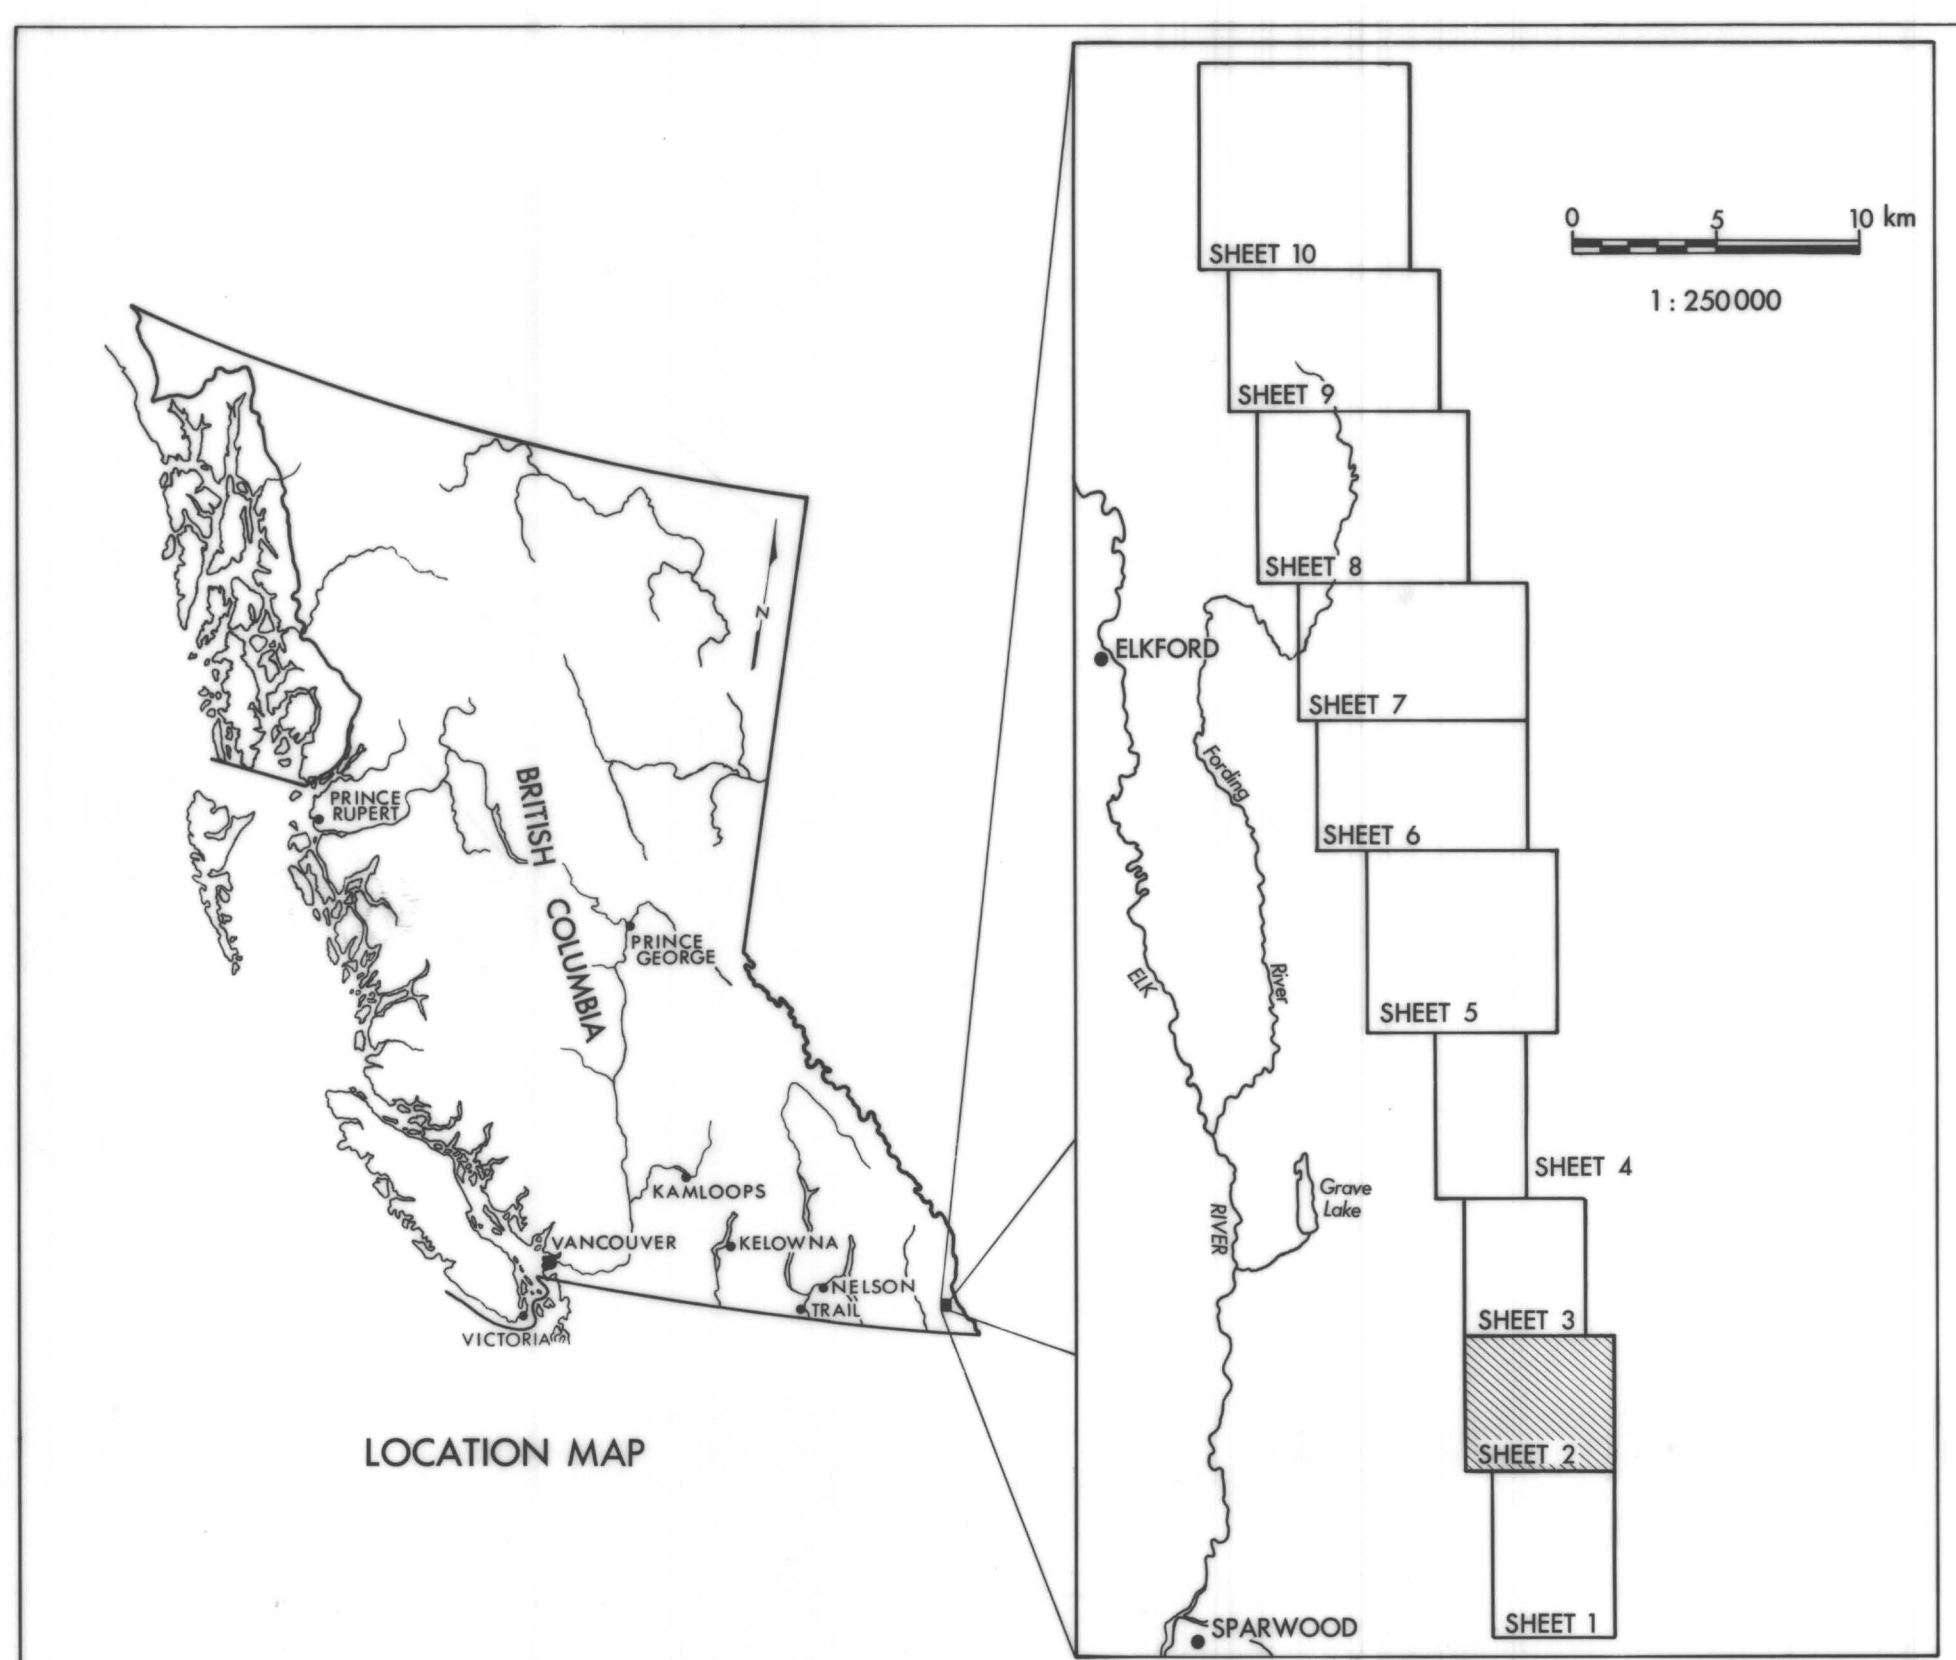 SHEET 10
0 5 10 km
1 : 250 000
SHEET 9
SHEET 8
ELKFORD
SHEET 7
Fording
River
SHEET 6
ELK
RIVER
SHEET 5
SHEET 4
Grave
Lake
SHEET 3
SHEET 2
SHEET 1
SPARWOOD
N
PRINCE
RUPERT
BRITISH
COLUMBIA
PRINCE
GEORGE
KAMLOOPS
VANCOUVER
KELOWNA
NELSON
TRAIL
VICTORIA
LOCATION MAP